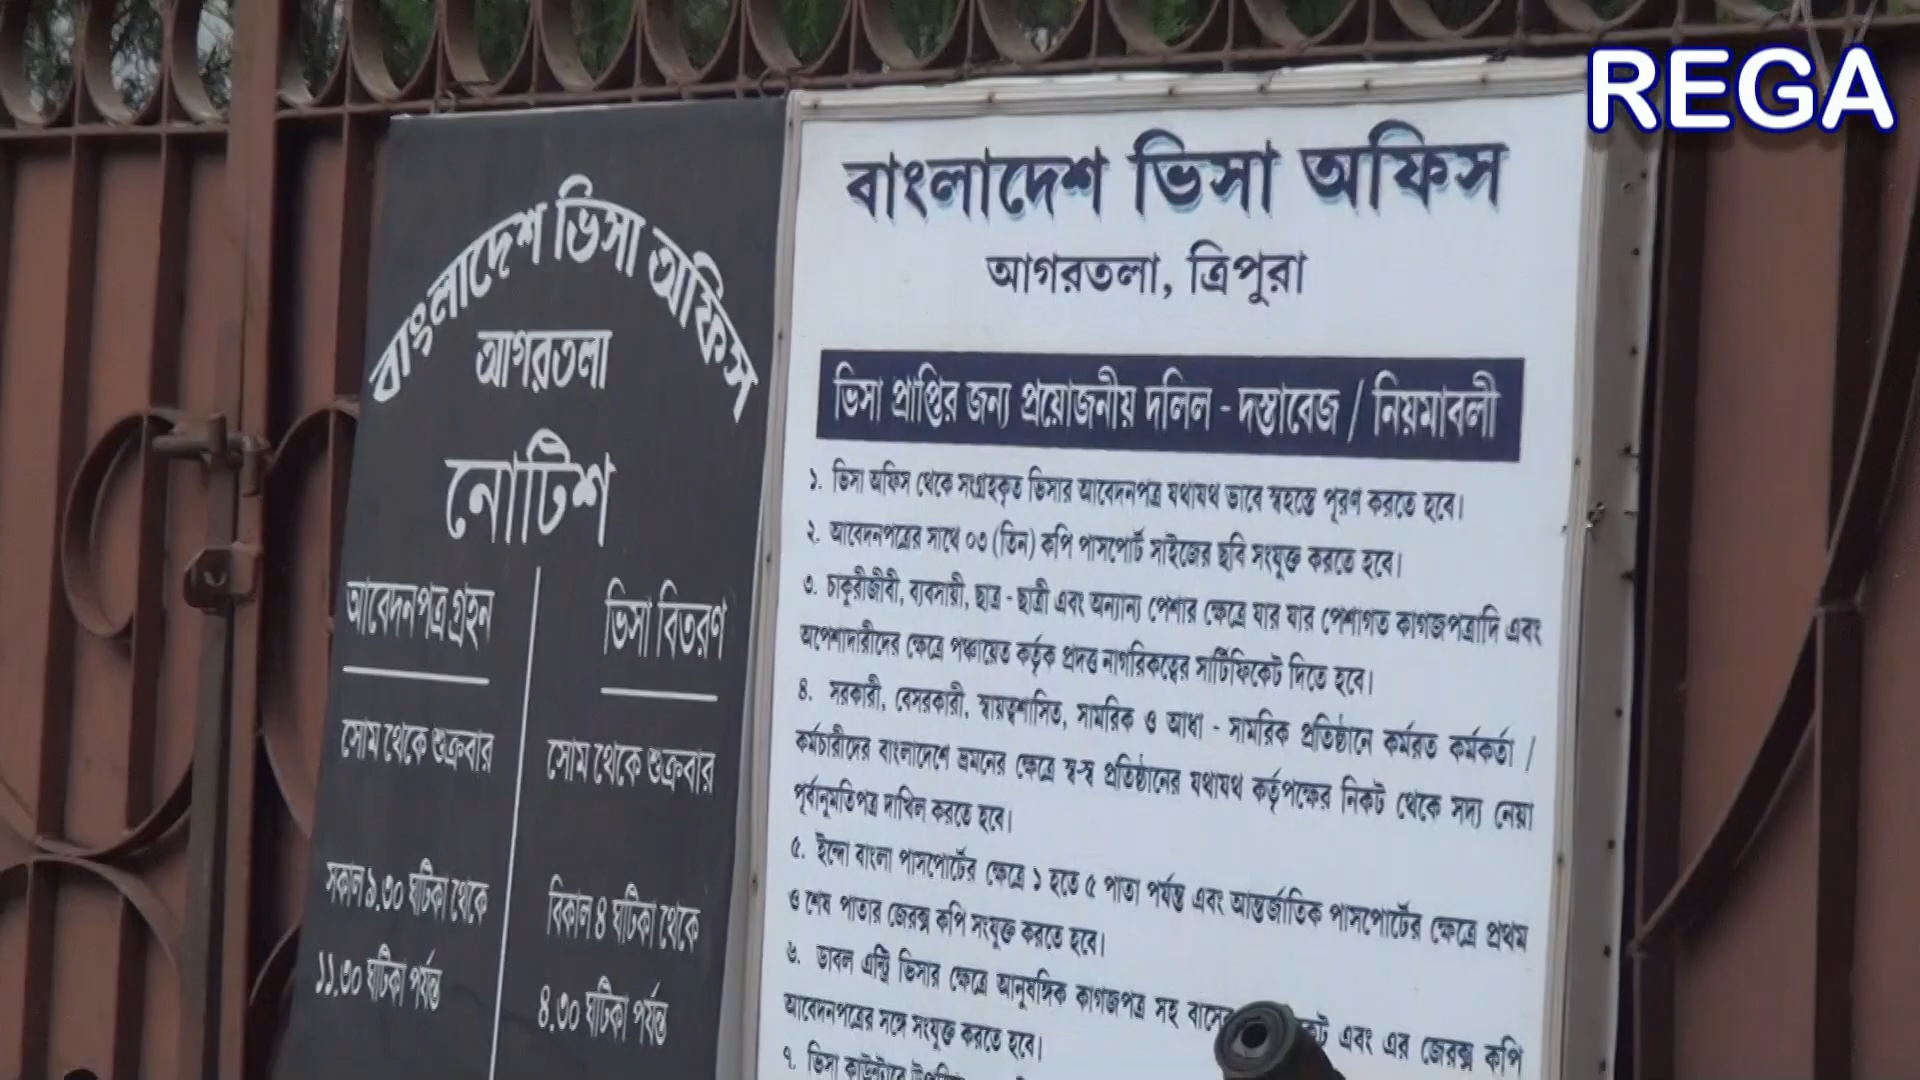 বাংলাদেশ ভিসা অফিস
আগরতলা
নোটিশ
আবেদনপত্র গ্রহন
সোম থেকে শুক্রবার
সকাল ৯.৩০ ঘটিকা থেকে
১১.৩০ ঘটিকা পর্যন্ত
ভিসা বিতরণ
সোম থেকে শুক্রবার
বিকাল ৪ ঘটিকা থেকে
৪.৩০ ঘটিকা পর্যন্ত
REGA
বাংলাদেশ ভিসা অফিস
আগরতলা, ত্রিপুরা
ভিসা প্রাপ্তির জন্য প্রয়োজনীয় দলিল - দস্তাবেজ / নিয়মাবলী
১. ভিসা অফিস থেকে সংগ্রহকৃত ভিসার আবেদনপত্র যথাযথ ভাবে স্বহস্তে পূরণ করতে হবে।
২. আবেদনপত্রের সাথে ০৩ (তিন) কপি পাসপোর্ট সাইজের ছবি সংযুক্ত করতে হবে।
৩. চাকুরীজীবী, ব্যবসায়ী, ছাত্র - ছাত্রী এবং অন্যান্য পেশার ক্ষেত্রে যার যার পেশাগত কাগজপত্রাদি এবং
অপেশাদারীদের ক্ষেত্রে পঞ্চায়েত কর্তৃক প্রদত্ত নাগরিকত্বের সার্টিফিকেট দিতে হবে।
৪. সরকারী, বেসরকারী, স্বায়ত্বশাসিত, সামরিক ও আধা - সামরিক প্রতিষ্ঠানে কর্মরত কর্মকর্তা /
কর্মচারীদের বাংলাদেশে ভ্রমনের ক্ষেত্রে স্ব-স্ব প্রতিষ্ঠানের যথাযথ কর্তৃপক্ষের নিকট থেকে সদ্য নেয়া
পূর্বানুমতিপত্র দাখিল করতে হবে।
৫. ইন্দো বাংলা পাসপোর্টের ক্ষেত্রে ১ হতে ৫ পাতা পর্যন্ত এবং আন্তর্জাতিক পাসপোর্টের ক্ষেত্রে প্রথম
ও শেষ পাতার জেরক্স কপি সংযুক্ত করতে হবে।
৬. ডাবল এন্ট্রি ভিসার ক্ষেত্রে আনুষঙ্গিক কাগজপত্র সহ এবং এর জেরক্স কপি
আবেদনপত্রের সঙ্গে সংযুক্ত করতে হবে।
৭. ভিসা কাউন্টারে